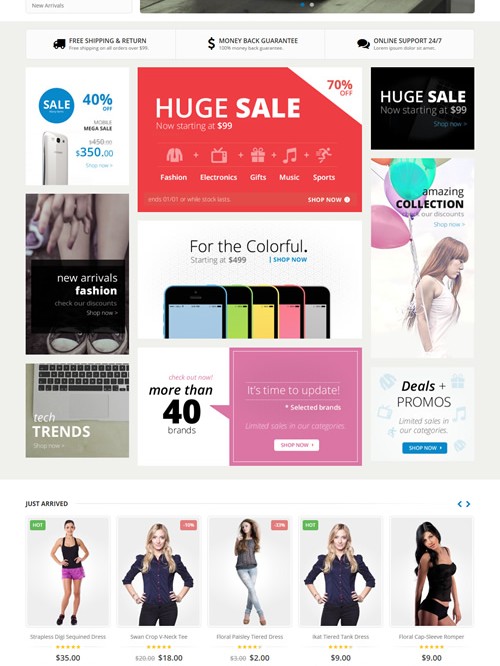 New Arrivals
FREE SHIPPING & RETURN
Free shipping on all orders over $99.
MONEY BACK GUARANTEE
100% money back guarantee.
ONLINE SUPPORT 24/7
Lorem ipsum dolor sit amet.
SALE
40%
OFF
MOBILE
MEGA SALE
$450.00
$350.00
Shop now >
70%
OFF
HUGE SALE
Now starting at $99
Fashion + Electronics + Gifts + Music + Sports
ends 01/01 or while stock lasts.
SHOP NOW
HUGE SALE
Now starting at $99
Shop now >
new arrivals
fashion
check our discounts
Shop now >
For the Colorful.
Starting at $499
SHOP NOW
amazing
COLLECTION
check our discounts
Shop now >
tech
TRENDS
Shop now >
check out now!
more than
40
brands
It's time to update!
* Selected brands
Limited sales in our categories
SHOP NOW >
Deals +
PROMOS
Limited sales in
our categories.
SHOP NOW >
JUST ARRIVED
HOT
-10%
-33%
HOT
Strapless Digi Sequined Dress
$35.00
Swan Crop V-Neck Tee
$20.00 $18.00
Floral Paisley Tiered Dress
$3.00 $2.00
Ikat Tiered Tank Dress
$9.00
Floral Cap-Sleeve Romper
$9.00